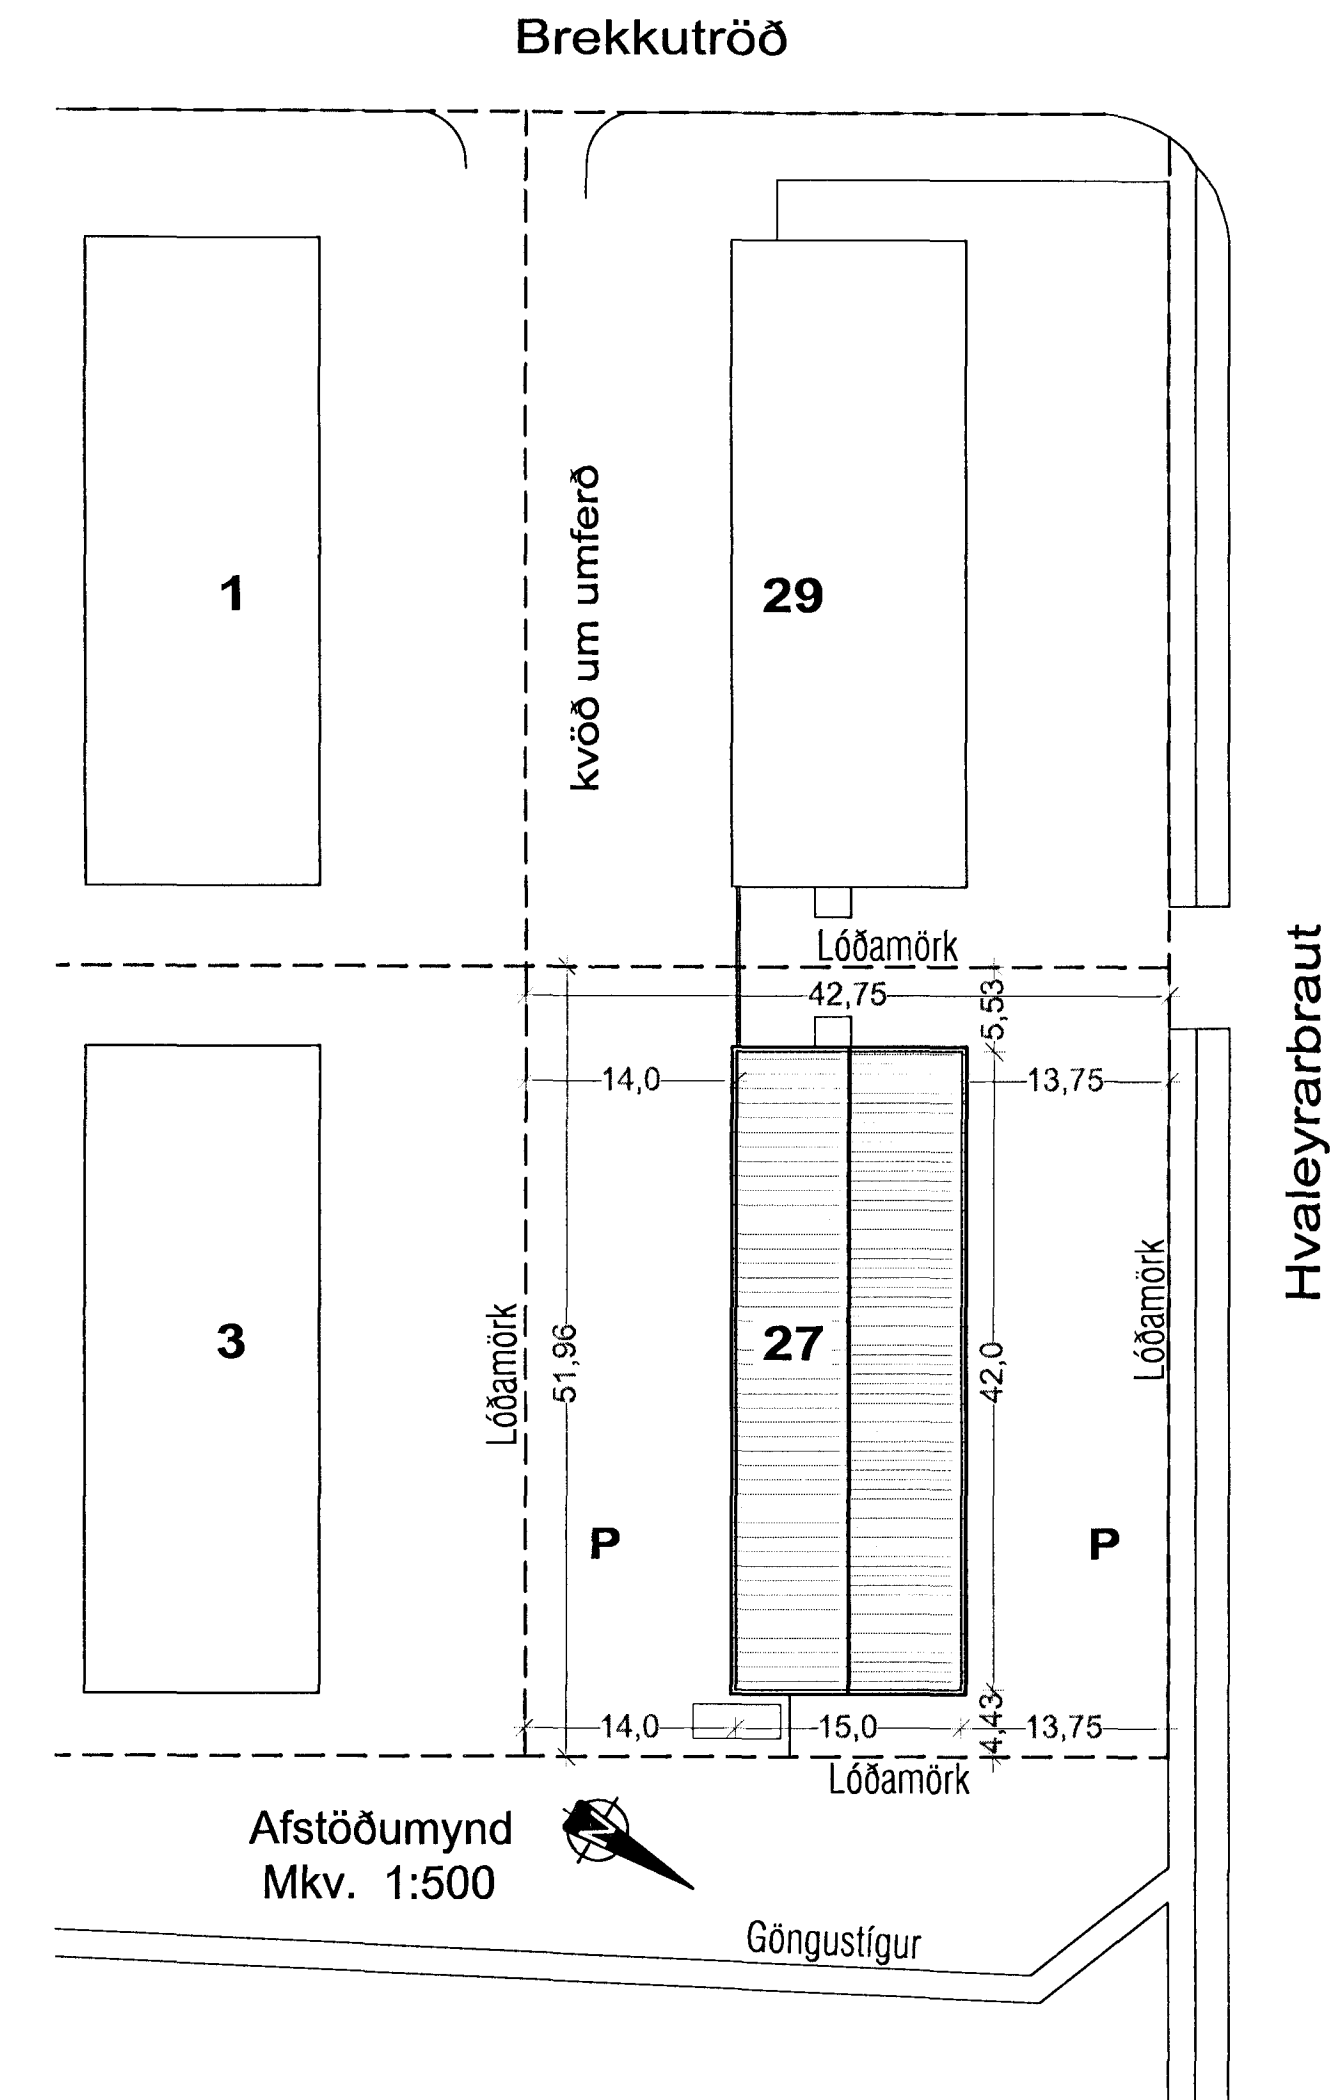 Brekkutröð
1
29
kvöð um umferð
Lóðamörk
42,75
5,53
14,0
13,75
Hvaleyrarbraut
Lóðamörk
Lóðamörk
51,96
3
27
42,0
P
P
14,0
15,0
4,43
13,75
Lóðamörk
Afstöðumynd
Mkv. 1:500
N
Göngustígur